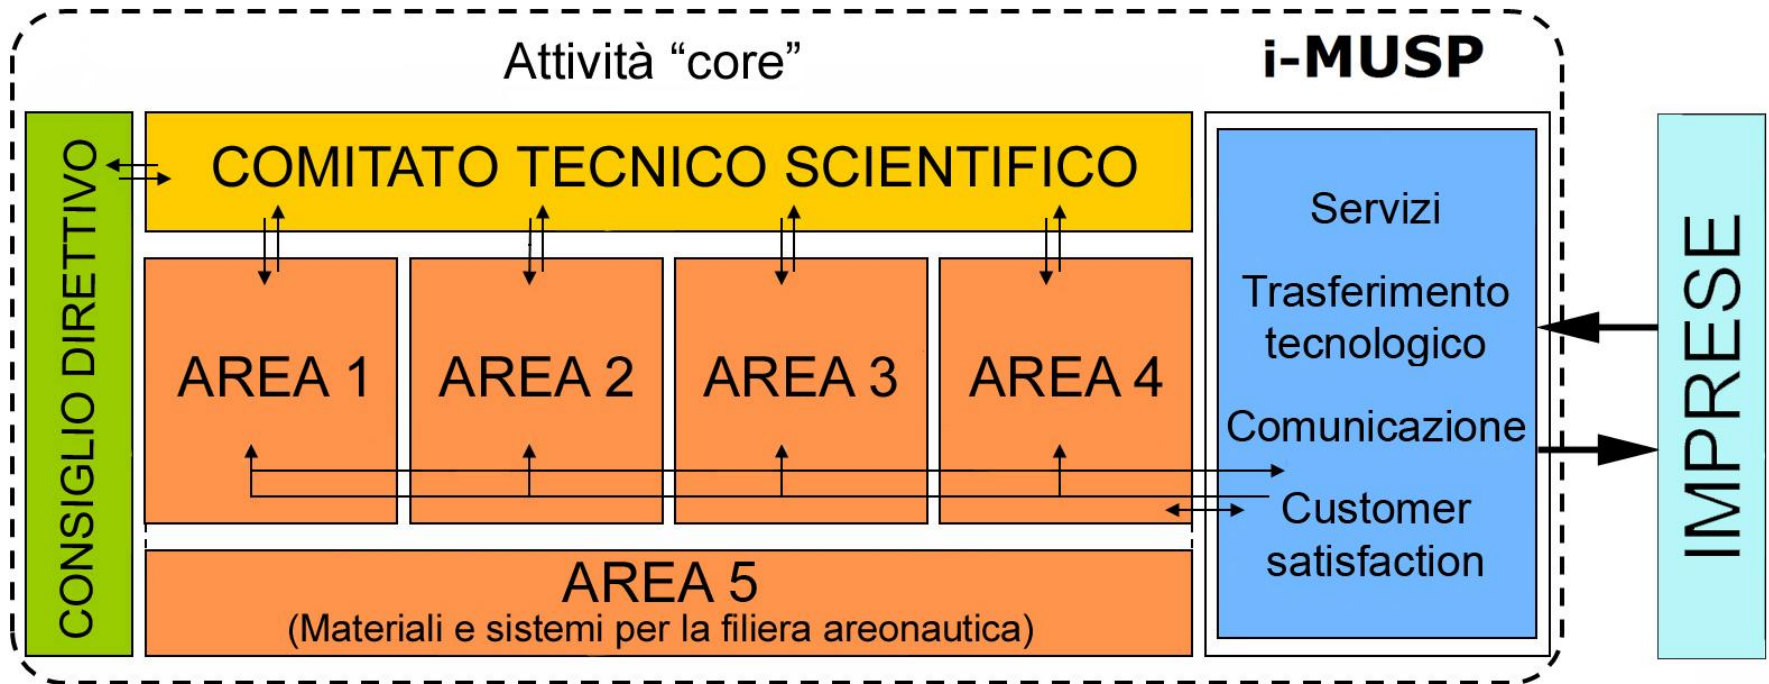 Attività “core”
i-MUSP
CONSIGLIO DIRETTIVO
COMITATO TECNICO SCIENTIFICO
AREA 1
AREA 2
AREA 3
AREA 4
AREA 5
(Materiali e sistemi per la filiera areonautica)
Servizi
Trasferimento
tecnologico
Comunicazione
Customer
satisfaction
IMPRESE